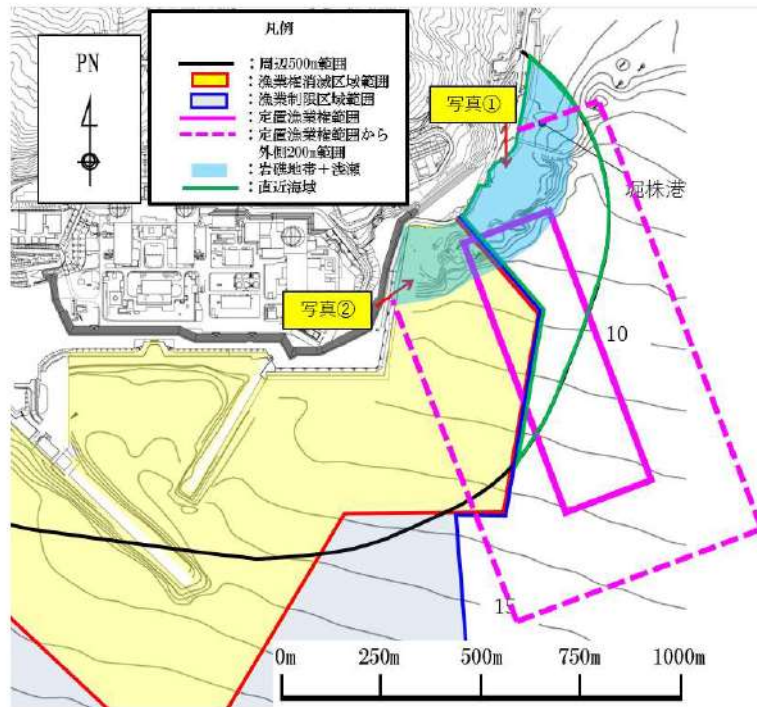 凡例
PN
:周辺500m範囲
:漁業権消滅区域範囲
:漁業制限区域範囲
:定置漁業権範囲
:定置漁業権範囲から
外側200m範囲
:岩礁地帯+浅瀬
:直近海域
写真①
堀株港
写真②
10
15
0m 250m 500m 750m 1000m